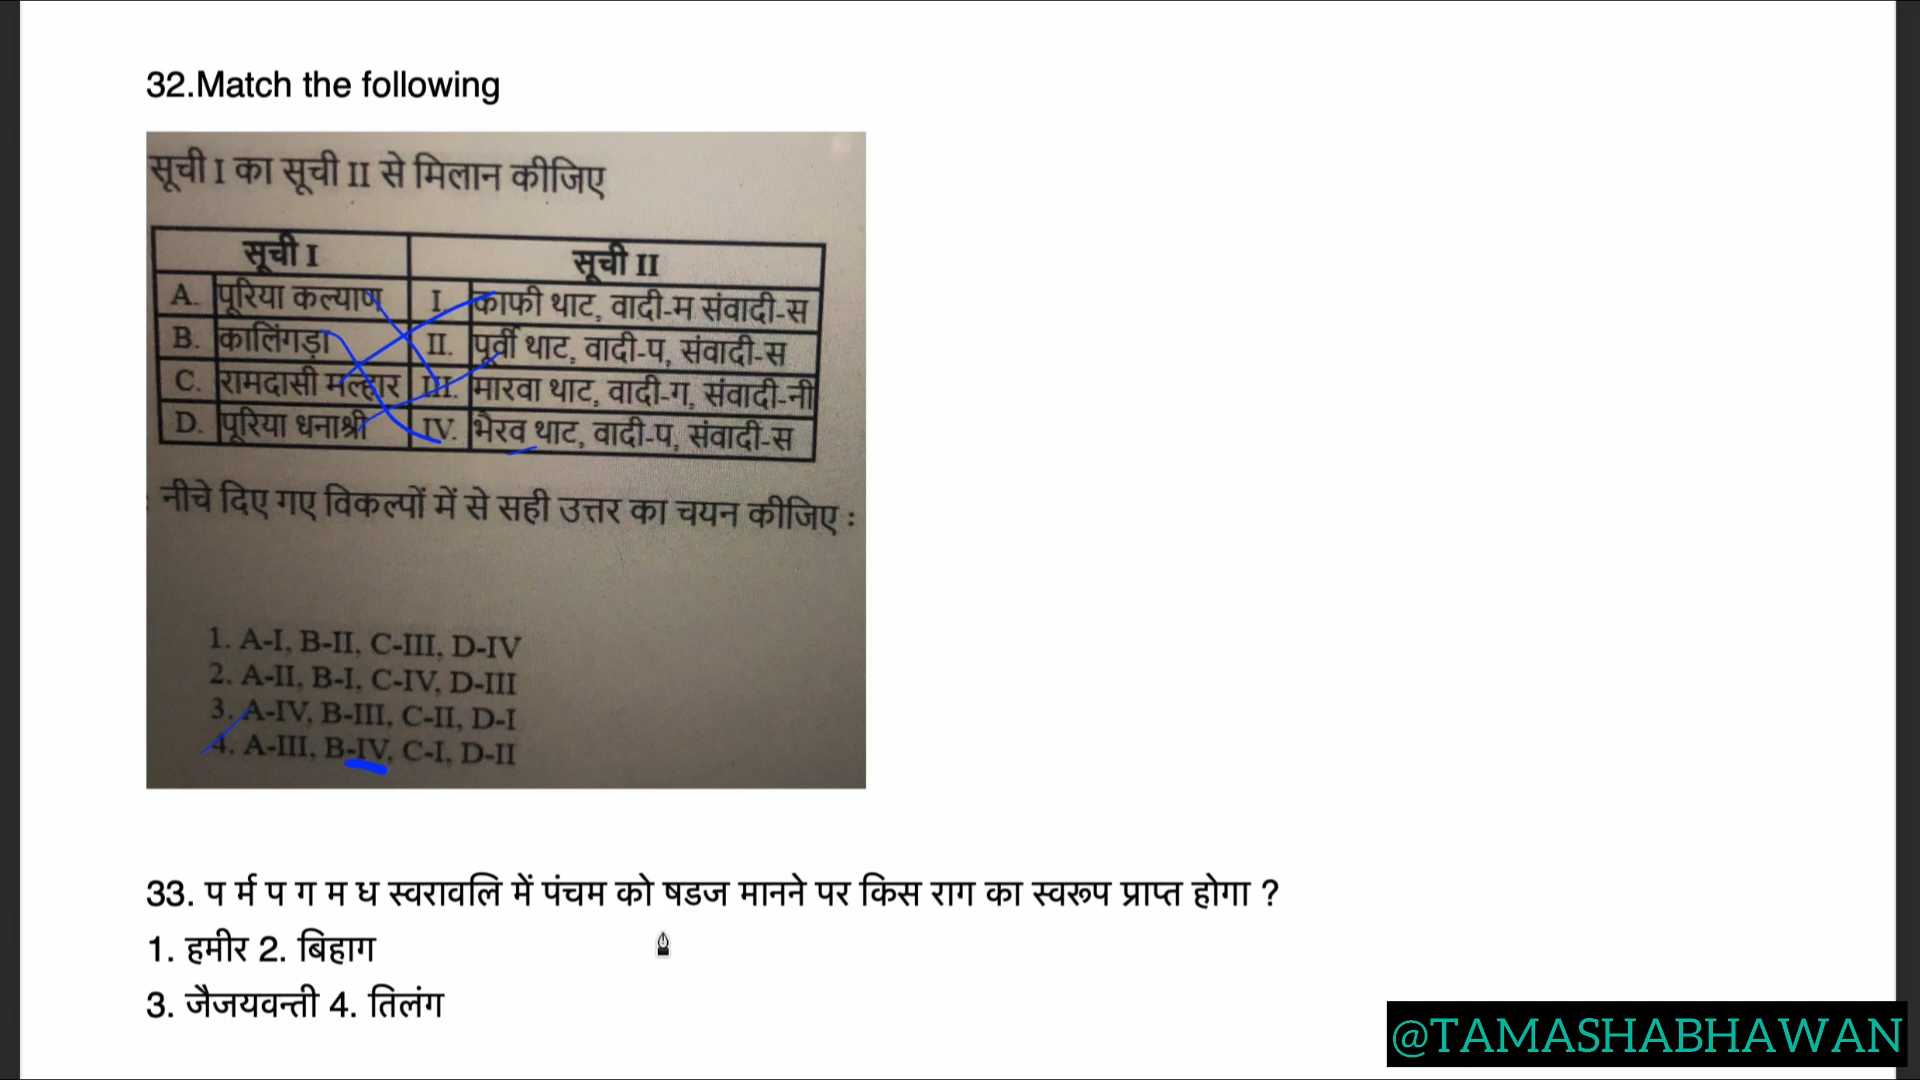 32.Match the following
सूची I का सूची II से मिलान कीजिए
सूची I सूची II
A. पूरिया कल्याण I. काफी थाट, वादी-म संवादी-स
B. कालिंगड़ा II. पूर्वी थाट, वादी-प, संवादी-स
C. रामदासी मल्हार III. मारवा थाट, वादी-ग, संवादी-नी
D. पूरिया धनाश्री IV. भैरव थाट, वादी-प, संवादी-स
नीचे दिए गए विकल्पों में से सही उत्तर का चयन कीजिए :
1. A-I, B-II, C-III, D-IV
2. A-II, B-I, C-IV, D-III
3. A-IV, B-III, C-II, D-I
4. A-III, B-IV, C-I, D-II
33. प र्म प ग म ध स्वरावलि में पंचम को षडज मानने पर किस राग का स्वरूप प्राप्त होगा ?
1. हमीर 2. बिहाग
3. जैजयवन्ती 4. तिलंग
@TAMASHABHAWAN